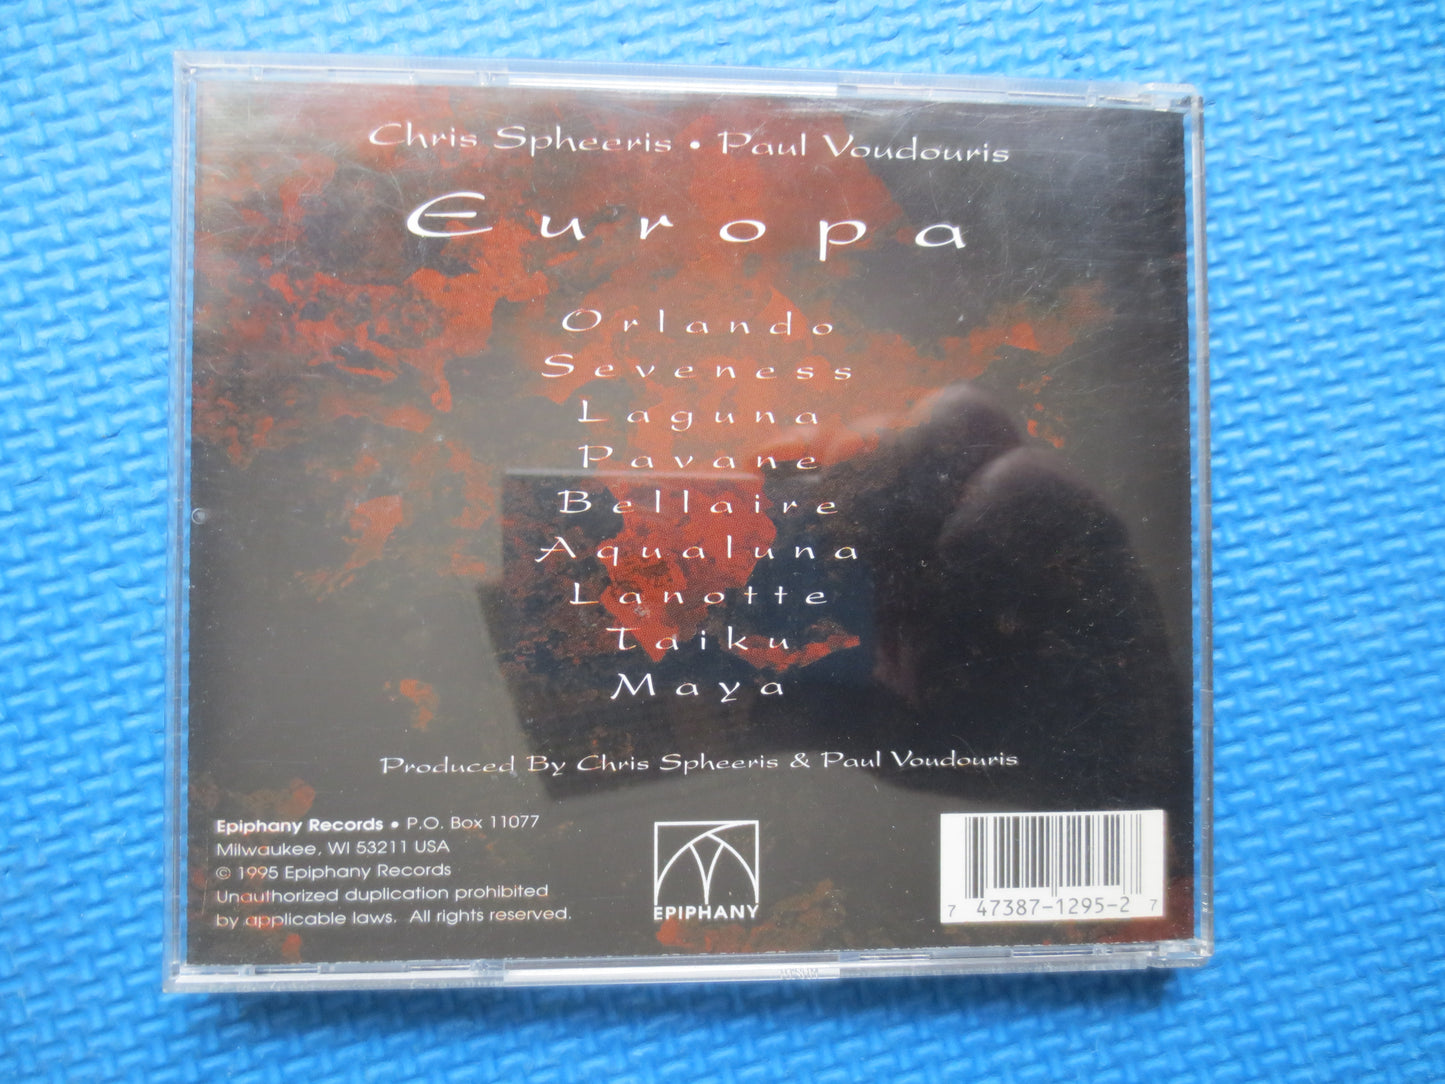 Chris Spheeris • Paul Voudouris
Europa
Orlando
Seveness
Laguna
Pavane
Bellaire
Aqualuna
Lanotte
Taiku
Maya
Produced By Chris Spheeris & Paul Voudouris
Epiphany Records • P.O. Box 11077
Milwaukee, WI 53211 USA
© 1995 Epiphany Records
Unauthorized duplication prohibited
by applicable laws. All rights reserved.
EPIPHANY
7 47387-1295-2 7